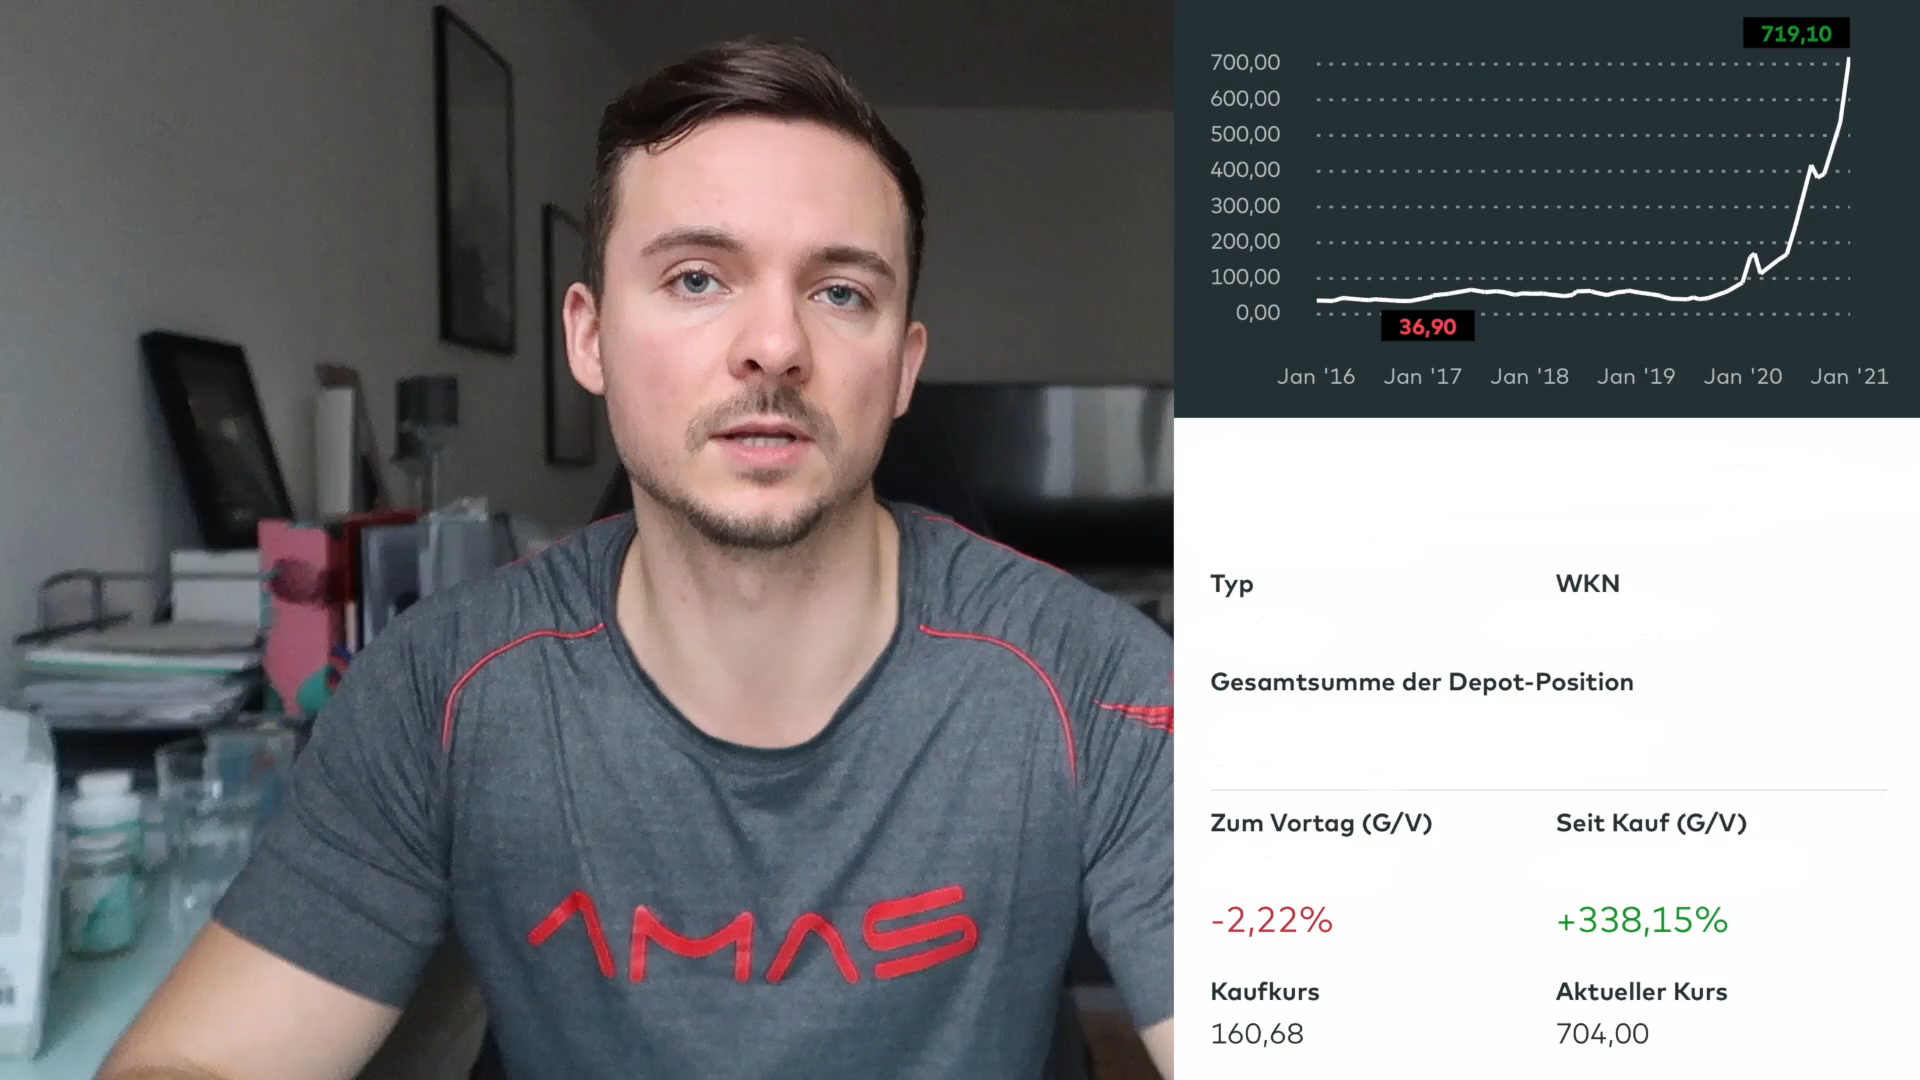 719,10
700,00
600,00
500,00
400,00
300,00
200,00
100,00
0,00
36,90
Jan '16 Jan '17 Jan '18 Jan '19 Jan '20 Jan '21
Typ WKN
Gesamtsumme der Depot-Position
Zum Vortag (G/V) Seit Kauf (G/V)
-2,22% +338,15%
Kaufkurs Aktueller Kurs
160,68 704,00
AMAS